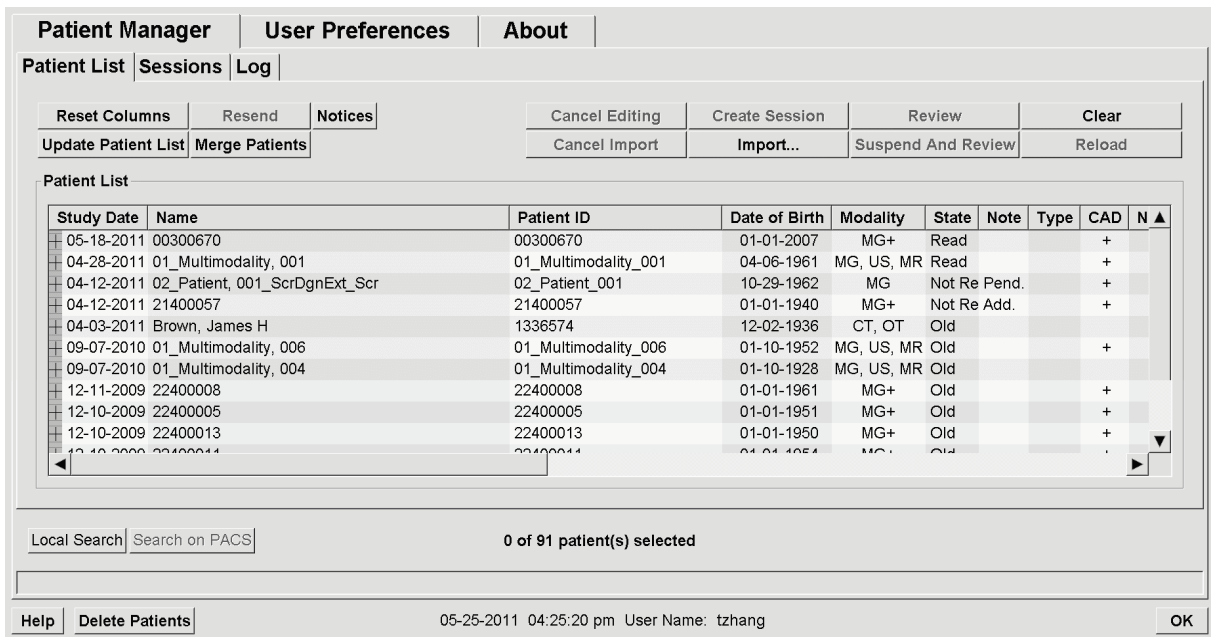 Patient Manager User Preferences About
Patient List Sessions Log
Reset Columns Resend Notices Cancel Editing Create Session Review Clear
Update Patient List Merge Patients Cancel Import Import... Suspend And Review Reload
Patient List
Study Date Name Patient ID Date of Birth Modality State Note Type CAD N
05-18-2011 00300670 00300670 01-01-2007 MG+ Read +
04-28-2011 01_Multimodality, 001 01_Multimodality_001 04-06-1961 MG, US, MR Read +
04-12-2011 02_Patient, 001_ScrDgnExt_Scr 02_Patient_001 10-29-1962 MG Not Re Pend. +
04-12-2011 21400057 21400057 01-01-1940 MG+ Not Re Add. +
04-03-2011 Brown, James H 1336574 12-02-1936 CT, OT Old
09-07-2010 01_Multimodality, 006 01_Multimodality_006 01-10-1952 MG, US, MR Old +
09-07-2010 01_Multimodality, 004 01_Multimodality_004 01-10-1928 MG, US, MR Old
12-11-2009 22400008 22400008 01-01-1961 MG+ Old +
12-10-2009 22400005 22400005 01-01-1951 MG+ Old +
12-10-2009 22400013 22400013 01-01-1950 MG+ Old +
Local Search Search on PACS 0 of 91 patient(s) selected
Help Delete Patients 05-25-2011 04:25:20 pm User Name: tzhang OK